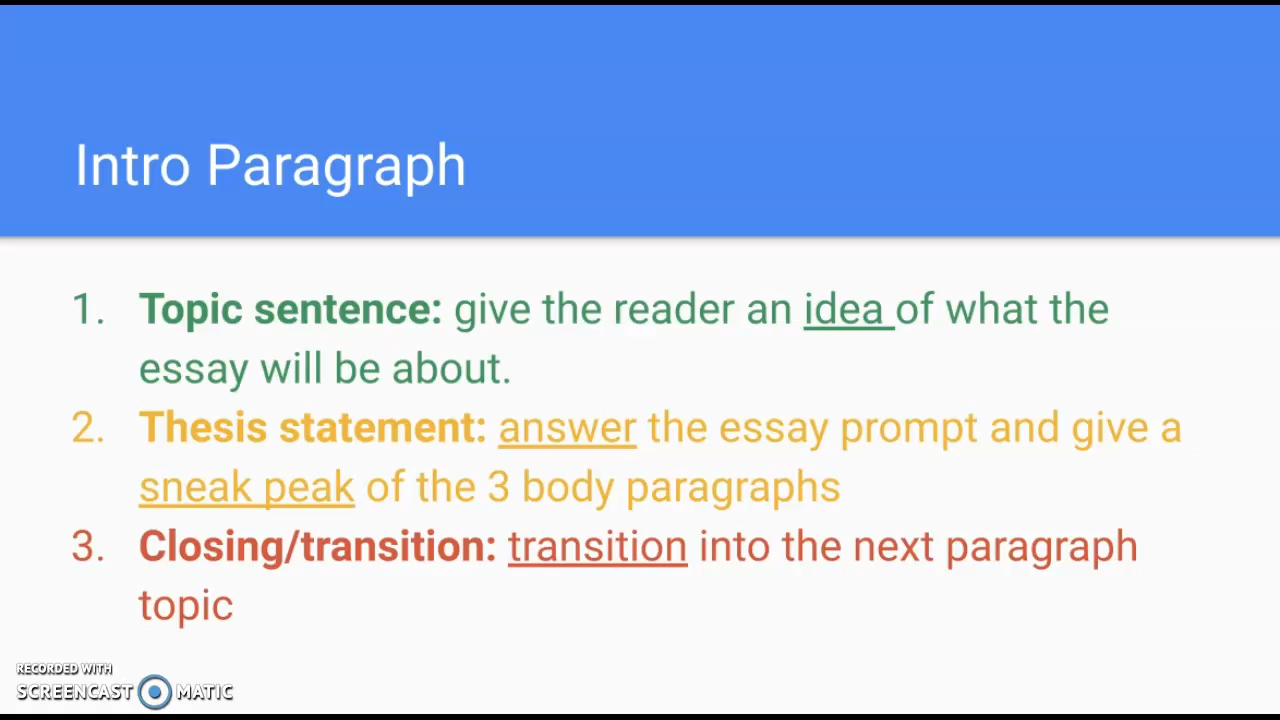 Intro Paragraph
1. Topic sentence: give the reader an idea of what the
essay will be about.
2. Thesis statement: answer the essay prompt and give a
sneak peak of the 3 body paragraphs
3. Closing/transition: transition into the next paragraph
topic
RECORDED WITH
SCREENCAST MATIC